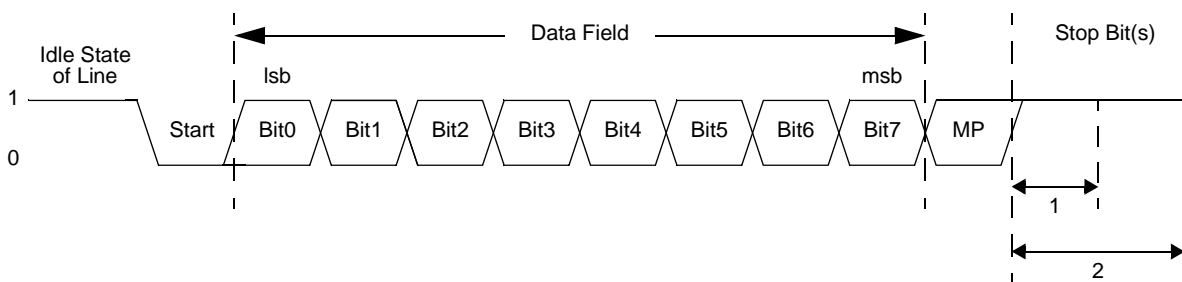 Data Field
Stop Bit(s)
Idle State
of Line
lsb
msb
1
Start
Bit0
Bit1
Bit2
Bit3
Bit4
Bit5
Bit6
Bit7
MP
0
1
2